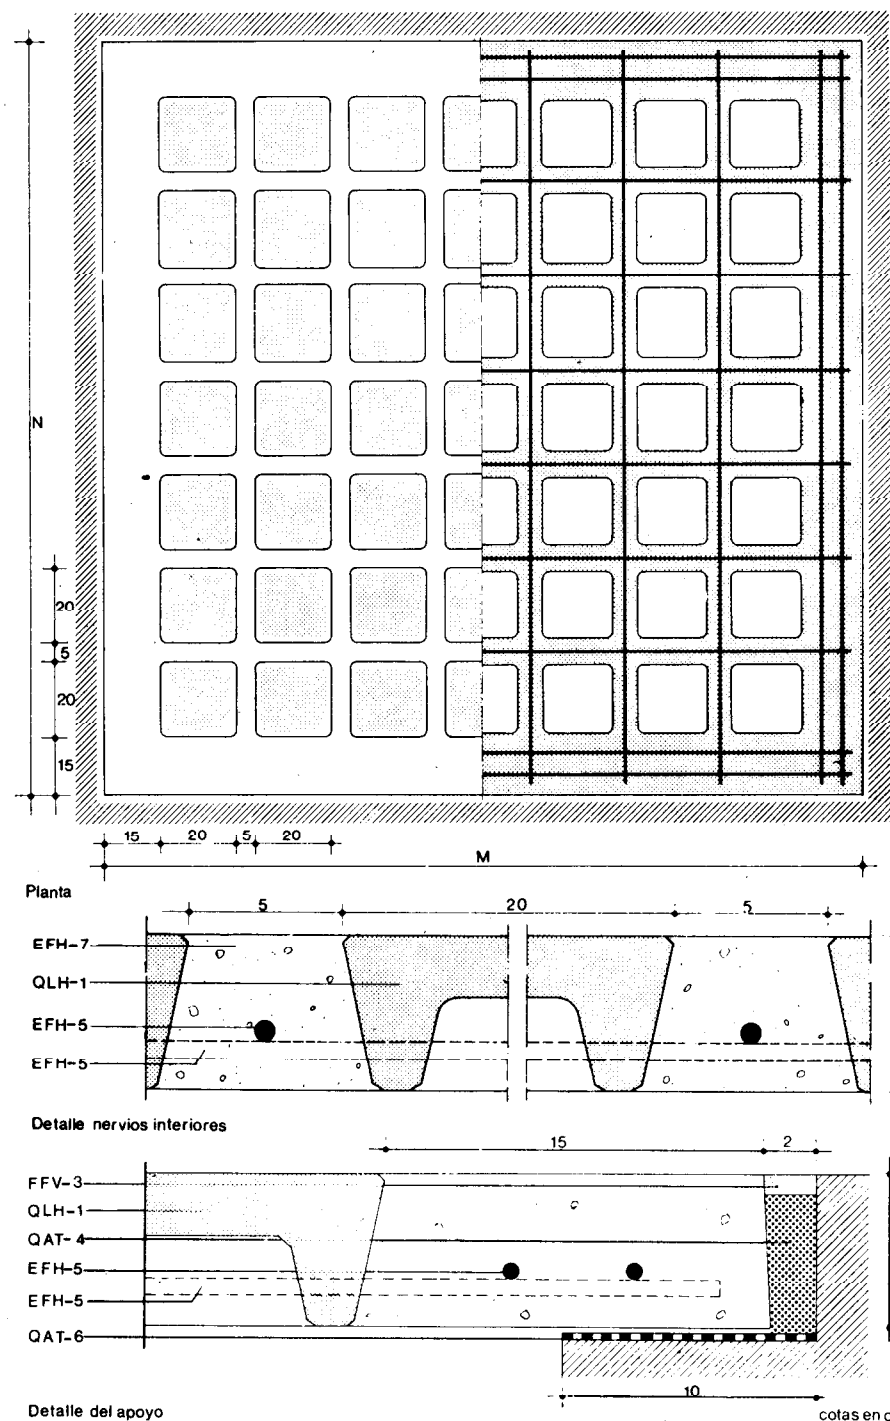 N
20
5
20
15
15 20 5 20
M
Planta
5 20 5
EFH-7
QLH-1
EFH-5
EFH-5
Detalle nervios interiores
15 2
FFV-3
QLH-1
QAT-4
EFH-5
EFH-5
QAT-6
10
Detalle del apoyo
cotas en c